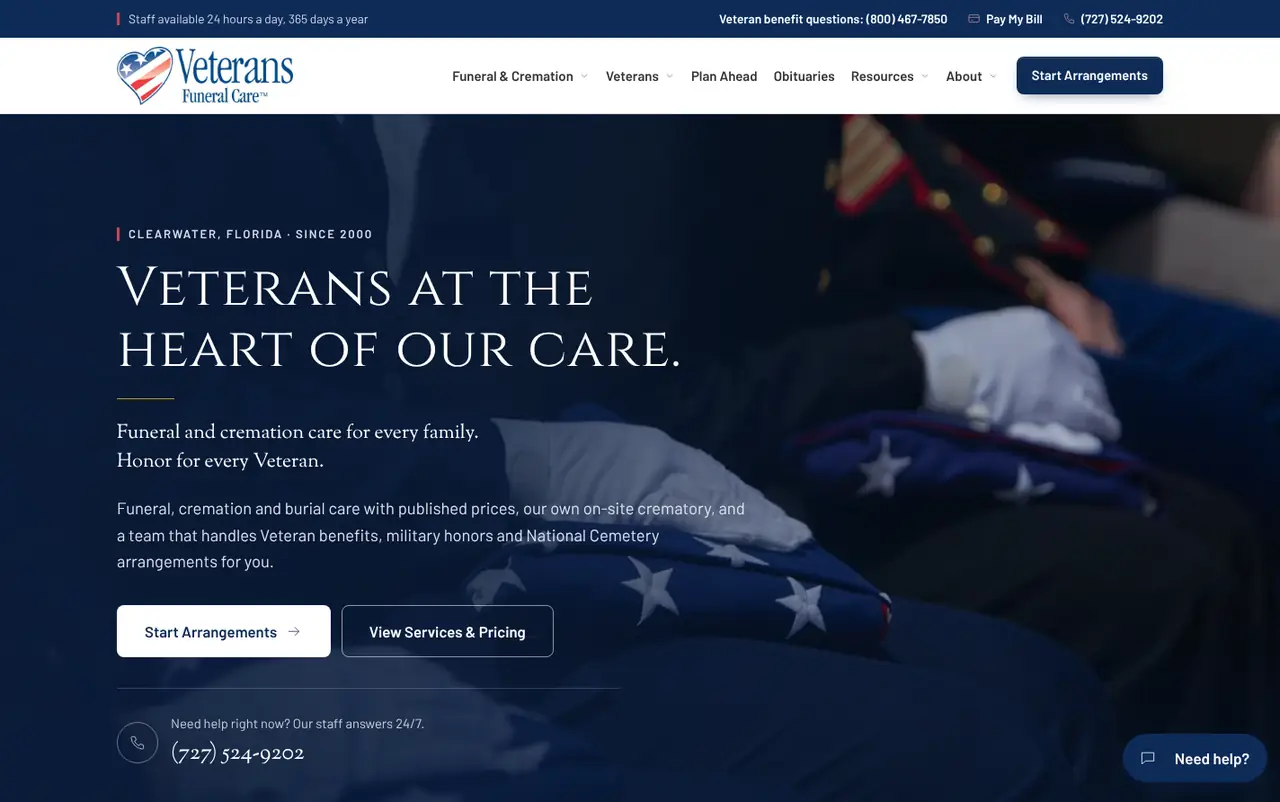 Staff available 24 hours a day, 365 days a year
Veteran benefit questions: (800) 467-7850
Pay My Bill
(727) 524-9202
Veterans
Funeral Care™
Funeral & Cremation
Veterans
Plan Ahead
Obituaries
Resources
About
Start Arrangements
CLEARWATER, FLORIDA · SINCE 2000
VETERANS AT THE
HEART OF OUR CARE.
Funeral and cremation care for every family.
Honor for every Veteran.
Funeral, cremation and burial care with published prices, our own on-site crematory, and
a team that handles Veteran benefits, military honors and National Cemetery
arrangements for you.
Start Arrangements
View Services & Pricing
Need help right now? Our staff answers 24/7.
(727) 524-9202
Need help?